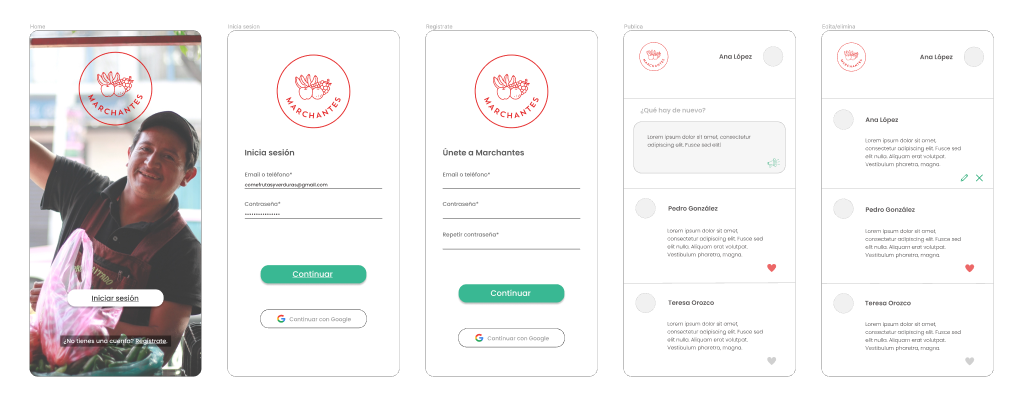 Home
MARCHANTES
Iniciar sesión
¿No tienes una cuenta? Regístrate.
Inicia sesión
MARCHANTES
Inicia sesión
Email o teléfono*
comefrutasyverduras@gmail.com
Contraseña*
Continuar
Continuar con Google
Regístrate
MARCHANTES
Únete a Marchantes
Email o teléfono*
Contraseña*
Repetir contraseña*
Continuar
Continuar con Google
Publica
MARCHANTES
Ana López
¿Qué hay de nuevo?
Lorem ipsum dolor sit amet, consectetur
adipiscing elit. Fusce sed elit!
Pedro González
Lorem ipsum dolor sit amet,
consectetur adipiscing elit. Fusce sed
elit nulla. Aliquam erat volutpat.
Vestibulum pharetra, magna.
Teresa Orozco
Lorem ipsum dolor sit amet,
consectetur adipiscing elit. Fusce sed
elit nulla. Aliquam erat volutpat.
Vestibulum pharetra, magna.
Edita/elimina
MARCHANTES
Ana López
Ana López
Lorem ipsum dolor sit amet,
consectetur adipiscing elit. Fusce sed
elit nulla. Aliquam erat volutpat.
Vestibulum pharetra, magna.
Pedro González
Lorem ipsum dolor sit amet,
consectetur adipiscing elit. Fusce sed
elit nulla. Aliquam erat volutpat.
Vestibulum pharetra, magna.
Teresa Orozco
Lorem ipsum dolor sit amet,
consectetur adipiscing elit. Fusce sed
elit nulla. Aliquam erat volutpat.
Vestibulum pharetra, magna.